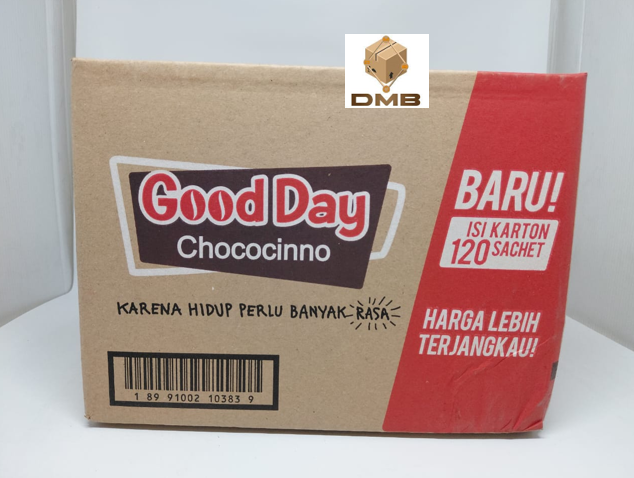 DMB
Good Day
Chococinno
KARENA HIDUP PERLU BANYAK RASA
BARU!
ISI KARTON
120 SACHET
HARGA LEBIH
TERJANGKAU!
1 89 91002 10383 9